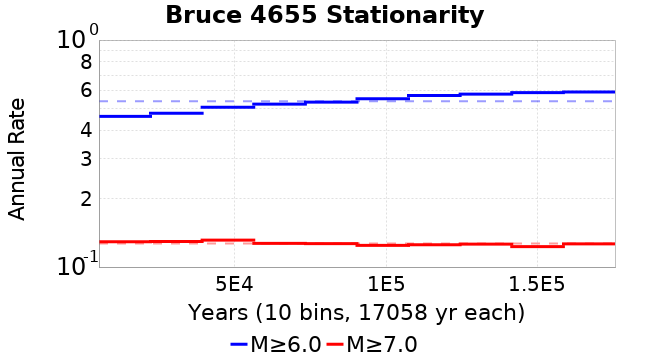 Bruce 4655 Stationarity
10^0
8
6
4
3
2
10^-1
Annual Rate
5E4 1E5 1.5E5
Years (10 bins, 17058 yr each)
M≥6.0 M≥7.0